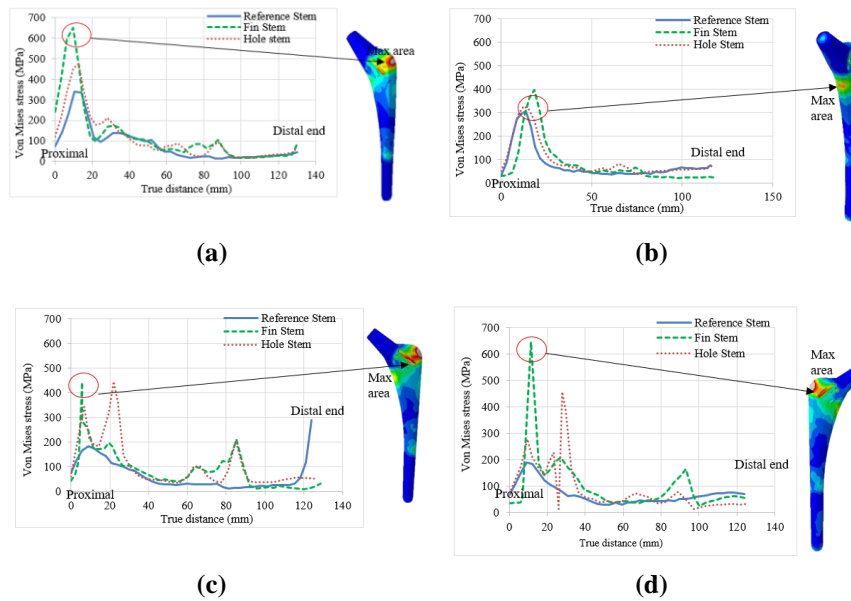 700
600
500
400
300
200
100
0
Von Mises stress (MPa)
Reference Stem
Fin Stem
Hole stem
Max area
Proximal
Distal end
0 20 40 60 80 100 120 140
True distance (mm)
(a)
700
600
500
400
300
200
100
0
Von Mises stress (MPa)
Reference Stem
Fin Stem
Hole Stem
Max
area
Proximal
Distal end
0 50 100 150
True distance (mm)
(b)
700
600
500
400
300
200
100
0
Von Mises stress (MPa)
Reference Stem
Fin Stem
Hole Stem
Max
area
Distal end
Proximal
0 20 40 60 80 100 120 140
True distance (mm)
(c)
700
600
500
400
300
200
100
0
Von Mises stress (MPa)
Reference Stem
Fin Stem
Hole Stem
Max
area
Distal end
Proximal
0 20 40 60 80 100 120 140
True distance (mm)
(d)